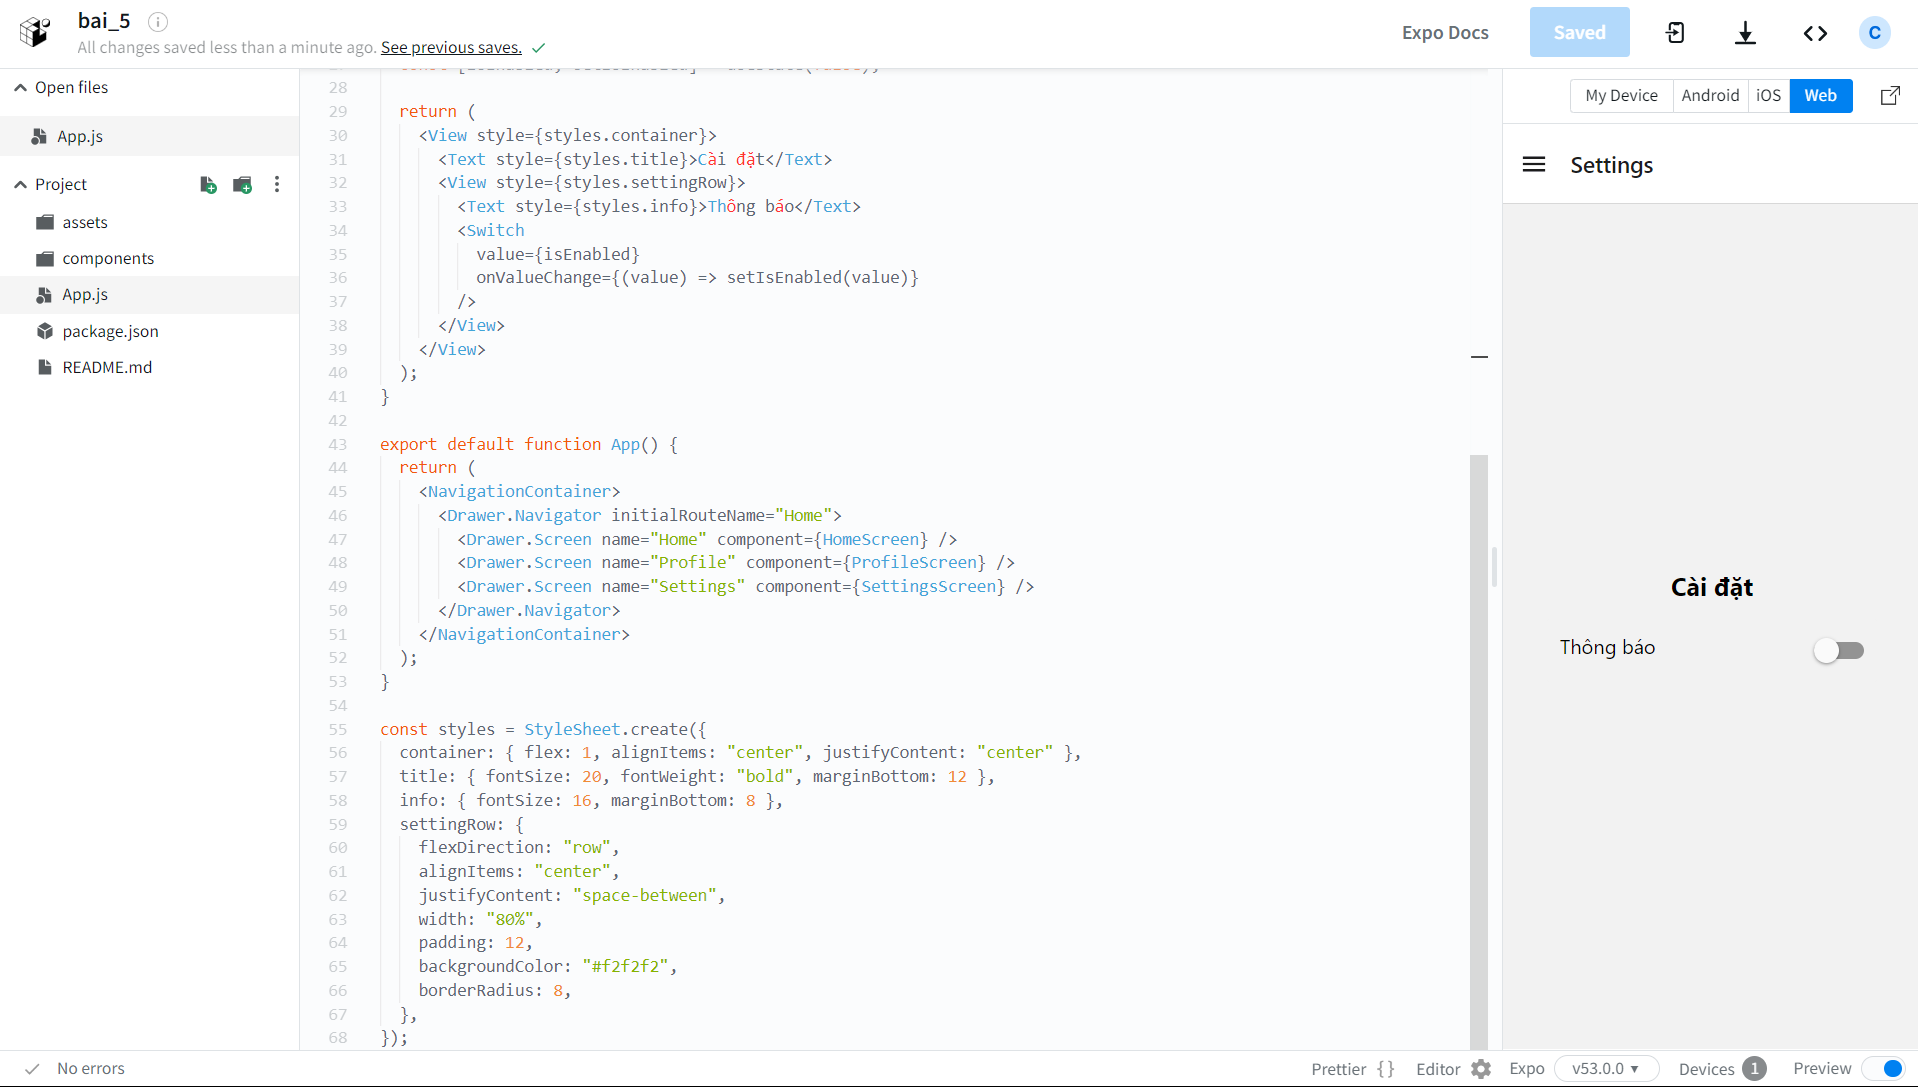 bai_5
All changes saved less than a minute ago. See previous saves.
Expo Docs
Saved
C
Open files
App.js
Project
assets
components
App.js
package.json
README.md
28
29 return (
30 <View style={styles.container}>
31 <Text style={styles.title}>Cài đặt</Text>
32 <View style={styles.settingRow}>
33 <Text style={styles.info}>Thông báo</Text>
34 <Switch
35 value={isEnabled}
36 onValueChange={(value) => setIsEnabled(value)}
37 />
38 </View>
39 </View>
40 );
41 }
42
43 export default function App() {
44 return (
45 <NavigationContainer>
46 <Drawer.Navigator initialRouteName="Home">
47 <Drawer.Screen name="Home" component={HomeScreen} />
48 <Drawer.Screen name="Profile" component={ProfileScreen} />
49 <Drawer.Screen name="Settings" component={SettingsScreen} />
50 </Drawer.Navigator>
51 </NavigationContainer>
52 );
53 }
54
55 const styles = StyleSheet.create({
56 container: { flex: 1, alignItems: "center", justifyContent: "center" },
57 title: { fontSize: 20, fontWeight: "bold", marginBottom: 12 },
58 info: { fontSize: 16, marginBottom: 8 },
59 settingRow: {
60 flexDirection: "row",
61 alignItems: "center",
62 justifyContent: "space-between",
63 width: "80%",
64 padding: 12,
65 backgroundColor: "#f2f2f2",
66 borderRadius: 8,
67 },
68 });
My Device Android iOS Web
Settings
Cài đặt
Thông báo
No errors
Prettier {} Editor Expo v53.0.0 Devices 1 Preview